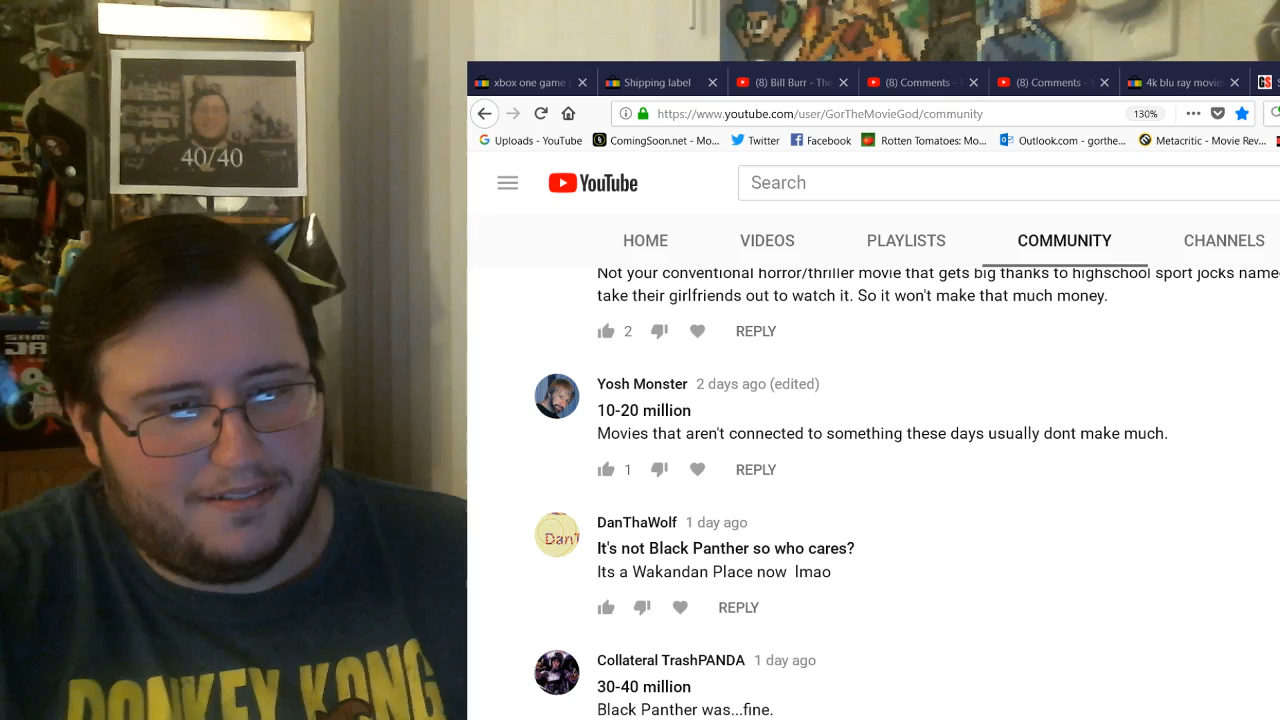 40/40
SAM
JA
DONKEY KONG
xbox one game
Shipping label
(8) Bill Burr - The
(8) Comments -
(8) Comments -
4k blu ray movie
GS
https://www.youtube.com/user/GorTheMovieGod/community
130%
Uploads - YouTube
ComingSoon.net - Mo...
Twitter
Facebook
Rotten Tomatoes: Mo...
Outlook.com - gorthe...
Metacritic - Movie Rev...
YouTube
Search
HOME
VIDEOS
PLAYLISTS
COMMUNITY
CHANNELS
Not your conventional horror/thriller movie that gets big thanks to highschool sport jocks name
take their girlfriends out to watch it. So it won't make that much money.
2
REPLY
Yosh Monster 2 days ago (edited)
10-20 million
Movies that aren't connected to something these days usually dont make much.
1
REPLY
DanT
DanThaWolf 1 day ago
It's not Black Panther so who cares?
Its a Wakandan Place now lmao
REPLY
Collateral TrashPANDA 1 day ago
30-40 million
Black Panther was...fine.